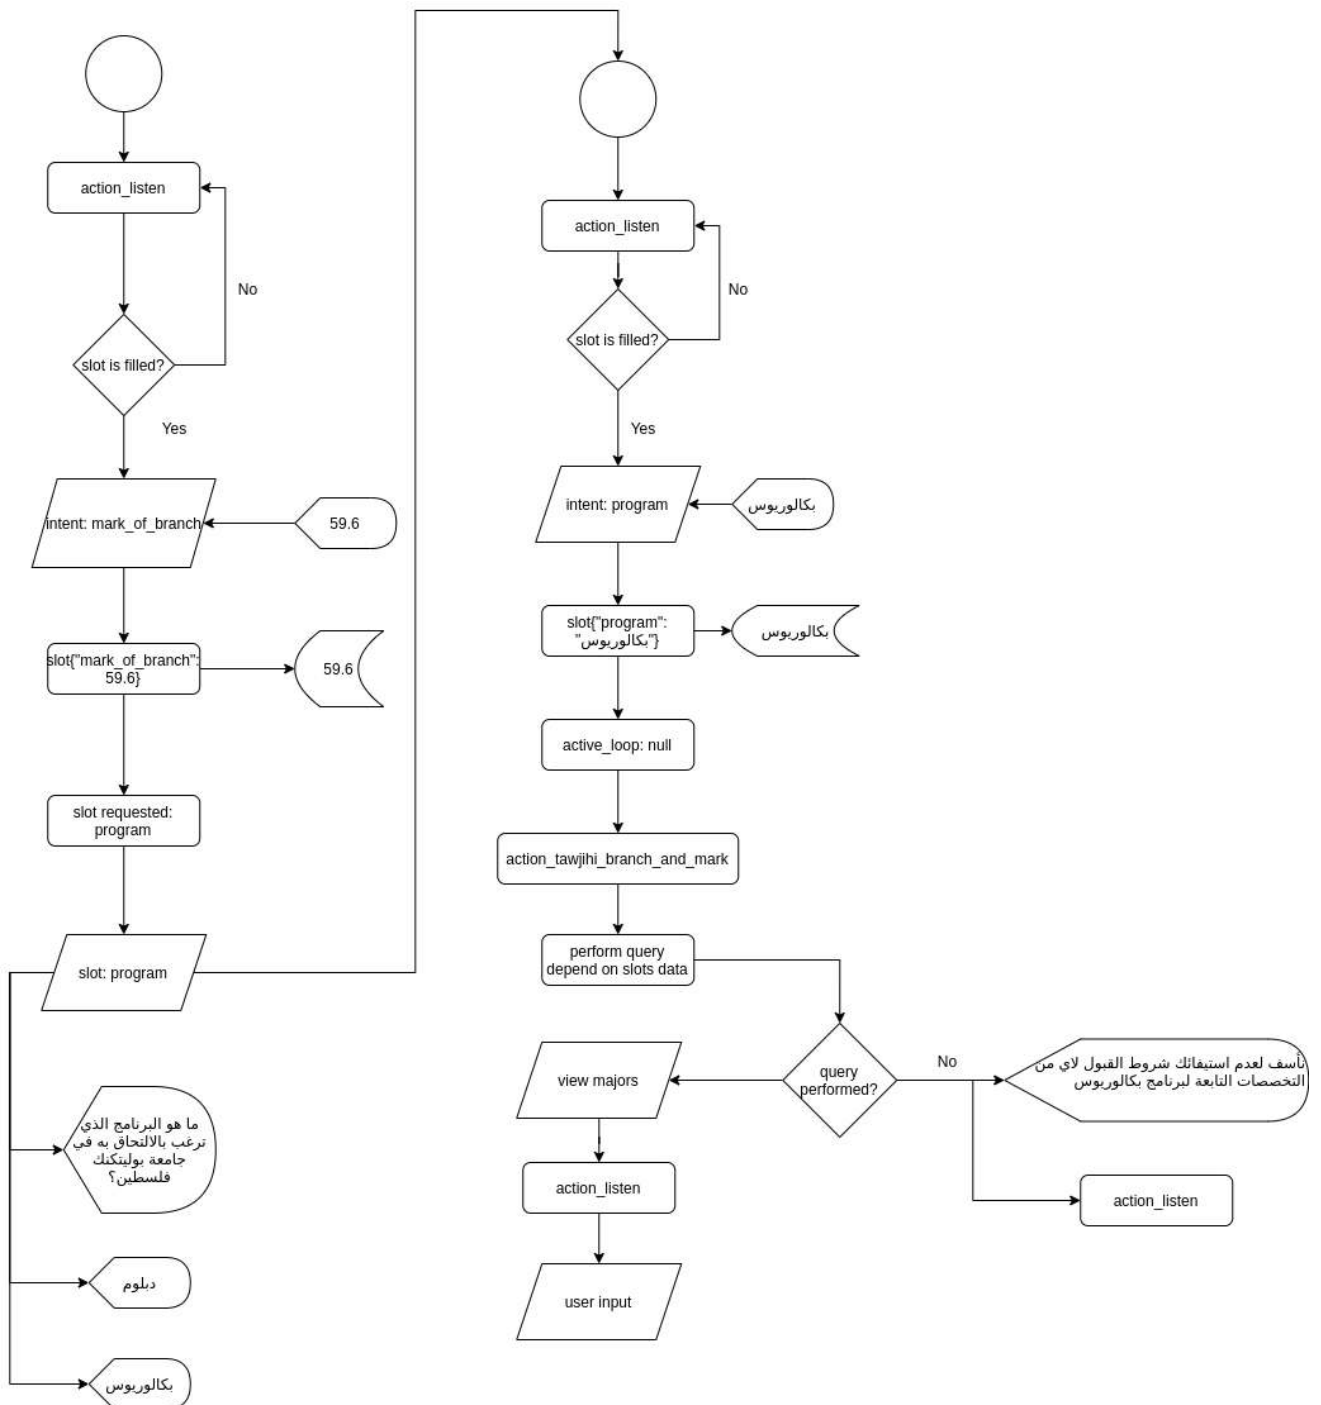 action_listen
No
slot is filled?
Yes
intent: mark_of_branch
59.6
slot{"mark_of_branch":
59.6}
59.6
slot requested:
program
slot: program
ما هو البرنامج الذي
ترغب بالالتحاق به في
جامعة بوليتكنك
فلسطين؟
دبلوم
بكالوريوس
action_listen
No
slot is filled?
Yes
intent: program
بكالوريوس
slot{"program":
"بكالوريوس"}
بكالوريوس
active_loop: null
action_tawjihi_branch_and_mark
perform query
depend on slots data
query
performed?
No
نأسف لعدم استيفائك شروط القبول لاي من
التخصصات التابعة لبرنامج بكالوريوس
action_listen
view majors
action_listen
user input